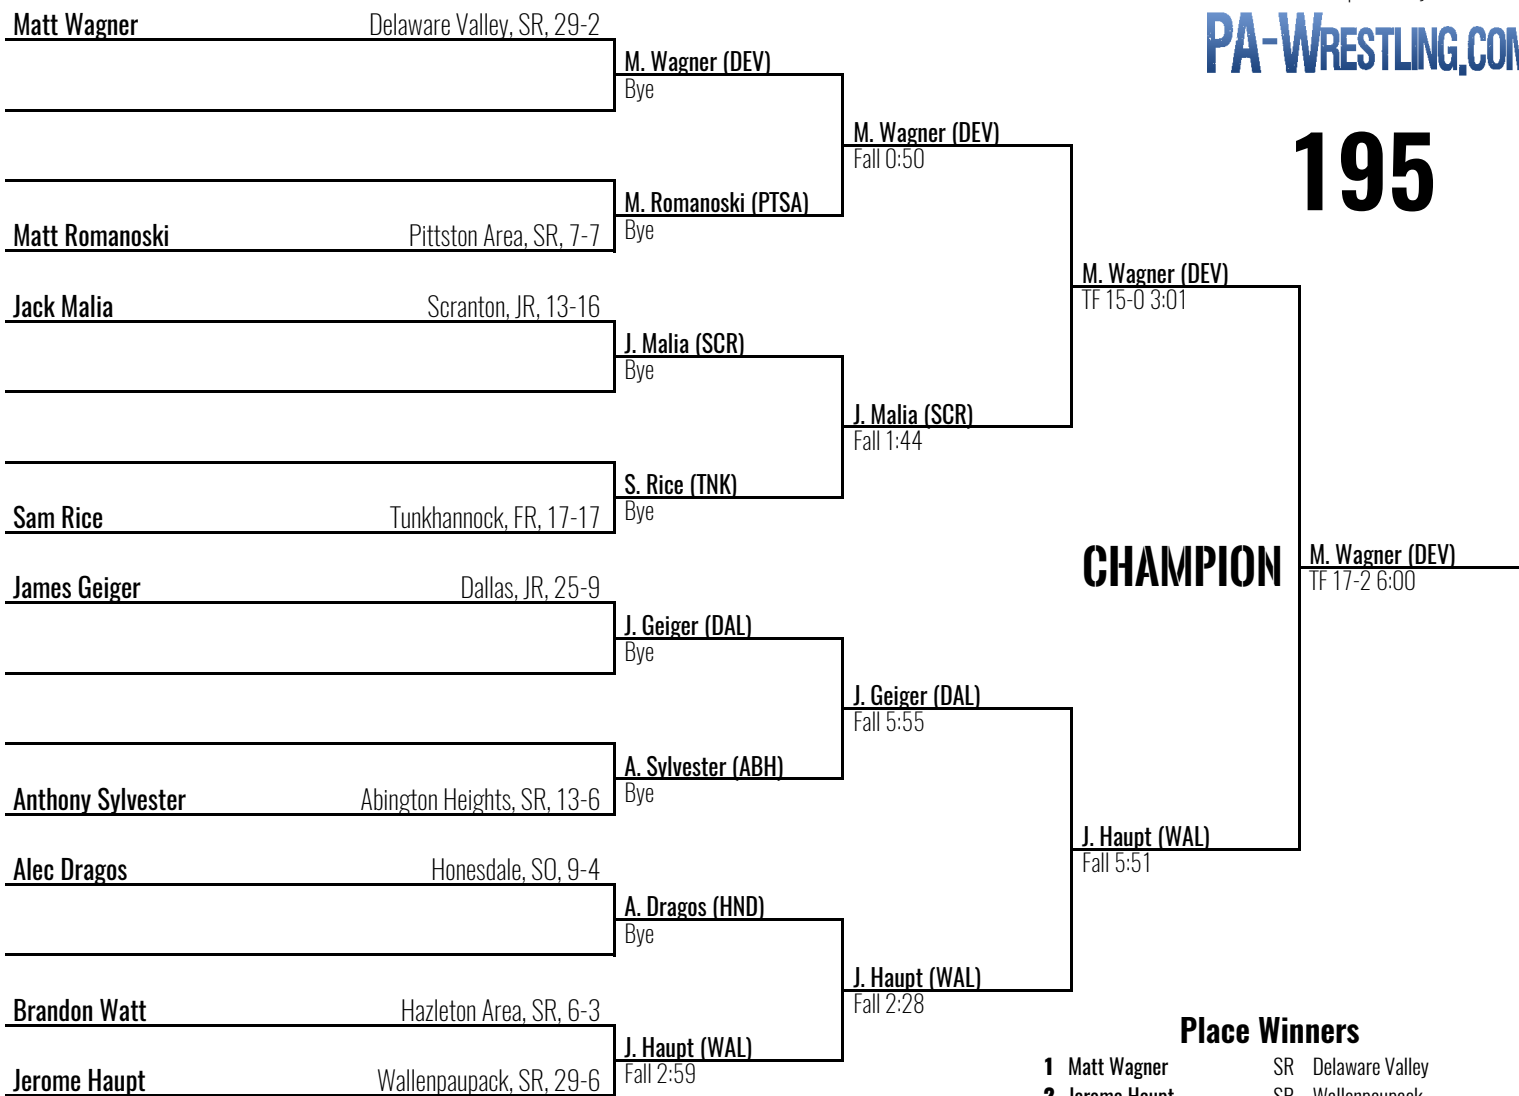 Matt Wagner Delaware Valley, SR, 29-2
M. Wagner (DEV)
Bye
PA-WRESTLING.COM
M. Wagner (DEV)
Fall 0:50
195
M. Romanoski (PTSA)
Bye
Matt Romanoski Pittston Area, SR, 7-7
M. Wagner (DEV)
TF 15-0 3:01
Jack Malia Scranton, JR, 13-16
J. Malia (SCR)
Bye
J. Malia (SCR)
Fall 1:44
S. Rice (TNK)
Bye
Sam Rice Tunkhannock, FR, 17-17
CHAMPION
M. Wagner (DEV)
TF 17-2 6:00
James Geiger Dallas, JR, 25-9
J. Geiger (DAL)
Bye
J. Geiger (DAL)
Fall 5:55
A. Sylvester (ABH)
Bye
Anthony Sylvester Abington Heights, SR, 13-6
J. Haupt (WAL)
Fall 5:51
Alec Dragos Honesdale, SO, 9-4
A. Dragos (HND)
Bye
J. Haupt (WAL)
Fall 2:28
Brandon Watt Hazleton Area, SR, 6-3
J. Haupt (WAL)
Fall 2:59
Jerome Haupt Wallenpaupack, SR, 29-6
Place Winners
1 Matt Wagner SR Delaware Valley
2 Jerome Haupt SR Wallenpaupack